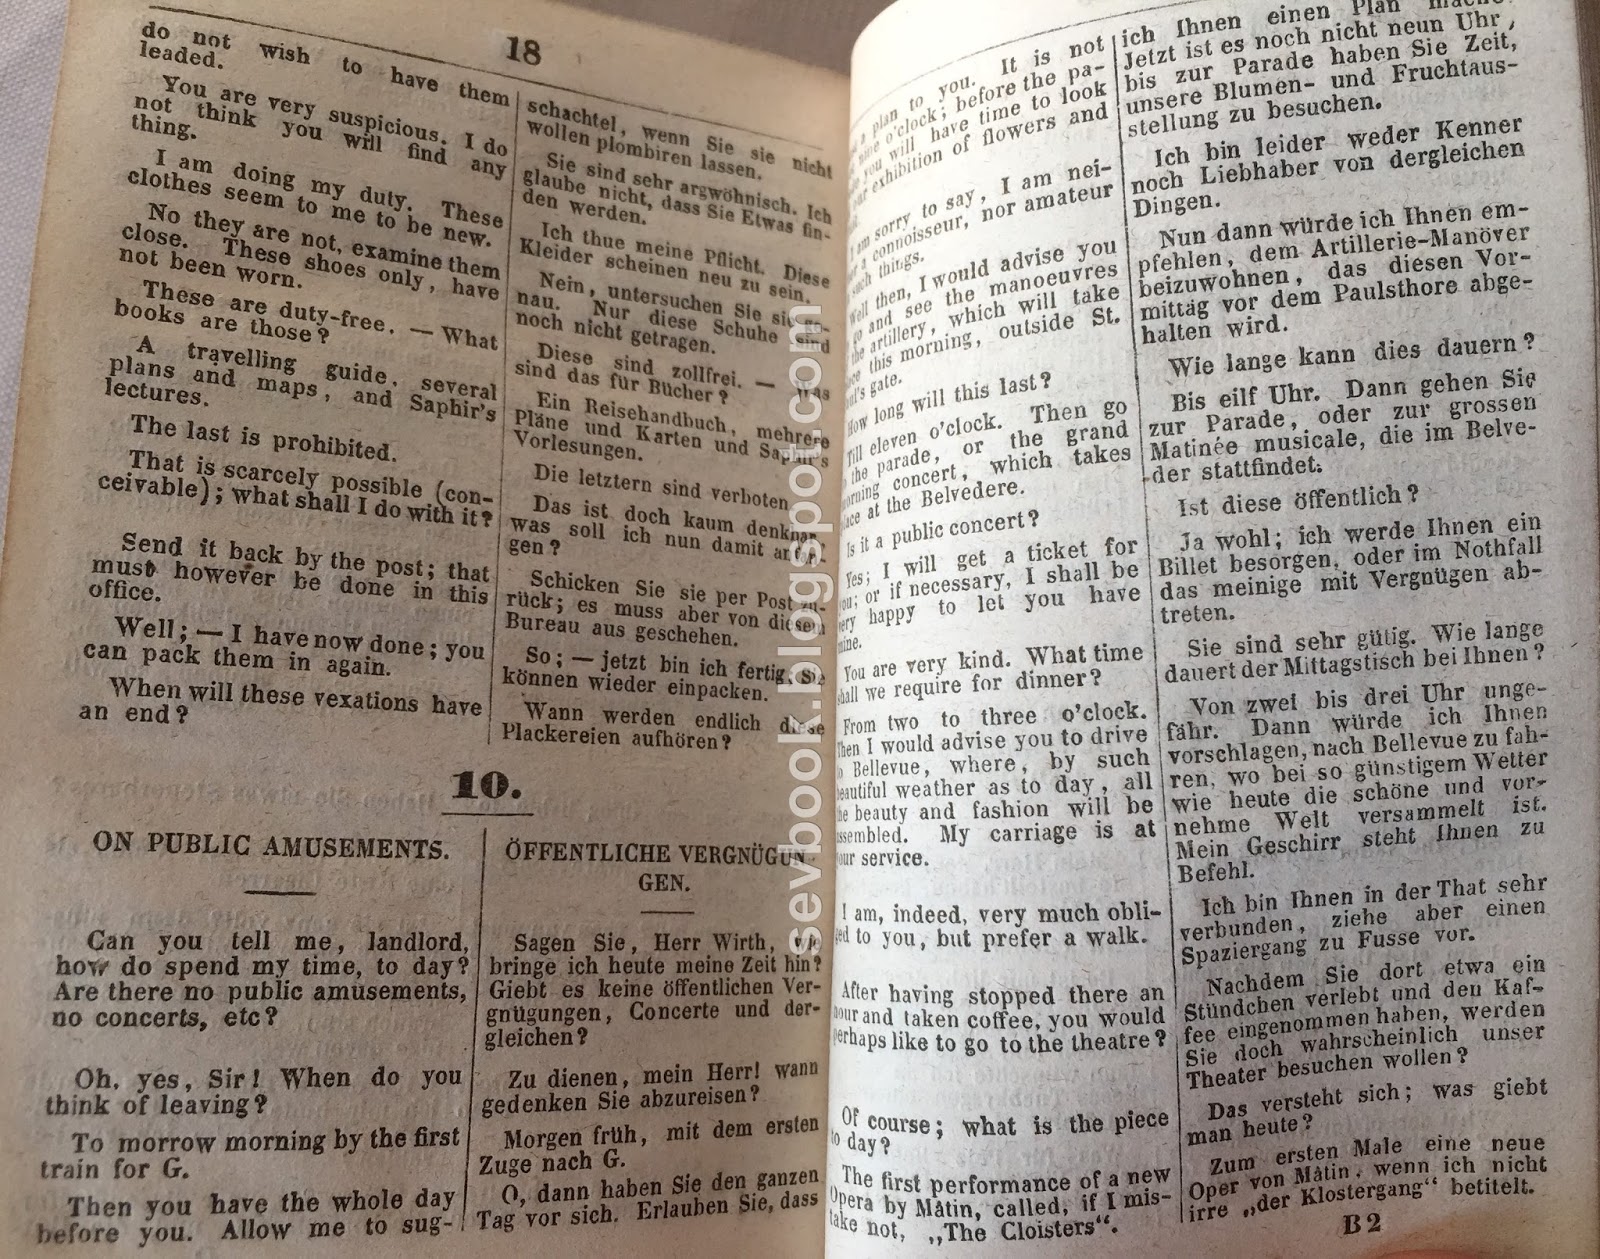 18
do not wish to have them
leaded.
You are very suspicious. I do
not think you will find any
thing.
I am doing my duty. These
clothes seem to me to be new.
No they are not, examine them
close. These shoes only, have
not been worn.
These are duty-free. — What
books are those?
A travelling guide, several
plans and maps, and Saphir's
lectures.
The last is prohibited.
That is scarcely possible (con-
ceivable); what shall I do with it?
Send it back by the post; that
must however be done in this
office.
Well; — I have now done; you
can pack them in again.
When will these vexations have
an end?
schachtel, wenn Sie sie nicht
wollen plombiren lassen.
Sie sind sehr argwöhnisch. Ich
glaube nicht, dass Sie Etwas fin-
den werden.
Ich thue meine Pflicht. Diese
Kleider scheinen neu zu sein.
Nein, untersuchen Sie sie ge-
nau. Nur diese Schuhe sind
noch nicht getragen.
Diese sind zollfrei. — Was
sind das für Bücher?
Ein Reisehandbuch, mehrere
Pläne und Karten und Saphir's
Vorlesungen.
Die letztern sind verboten
Das ist doch kaum denkbar,
was soll ich nun damit anfan-
gen?
Schicken Sie sie per Post zu-
rück; es muss aber von diesem
Bureau aus geschehen.
So; — jetzt bin ich fertig, Sie
können wieder einpacken.
Wann werden endlich diese
Plackereien aufhören?
10.
ON PUBLIC AMUSEMENTS.
Can you tell me, landlord,
how do spend my time, to day?
Are there no public amusements,
no concerts, etc?
Oh, yes, Sir! When do you
think of leaving?
To morrow morning by the first
train for G.
Then you have the whole day
before you. Allow me to sug-
ÖFFENTLICHE VERGNÜGUN-
GEN.
Sagen Sie, Herr Wirth, wie
bringe ich heute meine Zeit hin?
Giebt es keine öffentlichen Ver-
gnügungen, Concerte und der-
gleichen?
Zu dienen, mein Herr! wann
gedenken Sie abzureisen?
Morgen früh, mit dem ersten
Zuge nach G.
O, dann haben Sie den ganzen
Tag vor sich. Erlauben Sie, dass
a plan to you. It is not
nine o'clock; before the pa-
you will have time to look
our exhibition of flowers and
I am sorry to say, I am nei-
a connoisseur, nor amateur
such things.
Well then, I would advise you
go and see the manoeuvres
the artillery, which will take
this morning, outside St.
gate.
How long will this last?
Till eleven o'clock. Then go
the parade, or the grand
morning concert, which takes
place at the Belvedere.
Is it a public concert?
Yes; I will get a ticket for
you; or if necessary, I shall be
very happy to let you have
mine.
You are very kind. What time
shall we require for dinner?
From two to three o'clock.
Then I would advise you to drive
to Bellevue, where, by such
beautiful weather as to day, all
the beauty and fashion will be
assembled. My carriage is at
your service.
I am, indeed, very much obli-
ged to you, but prefer a walk.
After having stopped there an
hour and taken coffee, you would
perhaps like to go to the theatre?
Of course; what is the piece
to day?
The first performance of a new
Opera by Mâtin, called, if I mis-
take not, „The Cloisters“.
ich Ihnen einen Plan mache
Jetzt ist es noch nicht neun Uhr,
bis zur Parade haben Sie Zeit,
unsere Blumen- und Fruchtaus-
stellung zu besuchen.
Ich bin leider weder Kenner
noch Liebhaber von dergleichen
Dingen.
Nun dann würde ich Ihnen em-
pfehlen, dem Artillerie-Manöver
beizuwohnen, das diesen Vor-
mittag vor dem Paulsthore abge-
halten wird.
Wie lange kann dies dauern?
Bis eilf Uhr. Dann gehen Sie
zur Parade, oder zur grossen
Matinée musicale, die im Belve-
der stattfindet.
Ist diese öffentlich?
Ja wohl; ich werde Ihnen ein
Billet besorgen, oder im Nothfall
das meinige mit Vergnügen ab-
treten.
Sie sind sehr gütig. Wie lange
dauert der Mittagstisch bei Ihnen?
Von zwei bis drei Uhr unge-
fähr. Dann würde ich Ihnen
vorschlagen, nach Bellevue zu fah-
ren, wo bei so günstigem Wetter
wie heute die schöne und vor-
nehme Welt versammelt ist.
Mein Geschirr steht Ihnen zu
Befehl.
Ich bin Ihnen in der That sehr
verbunden, ziehe aber einen
Spaziergang zu Fusse vor.
Nachdem Sie dort etwa ein
Stündchen verlebt und den Kaf-
fee eingenommen haben, werden
Sie doch wahrscheinlich unser
Theater besuchen wollen?
Das versteht sich; was giebt
man heute?
Zum ersten Male eine neue
Oper von Mâtin, wenn ich nicht
irre „der Klostergang“ betitelt.
B 2
sevbook.blogspot.com